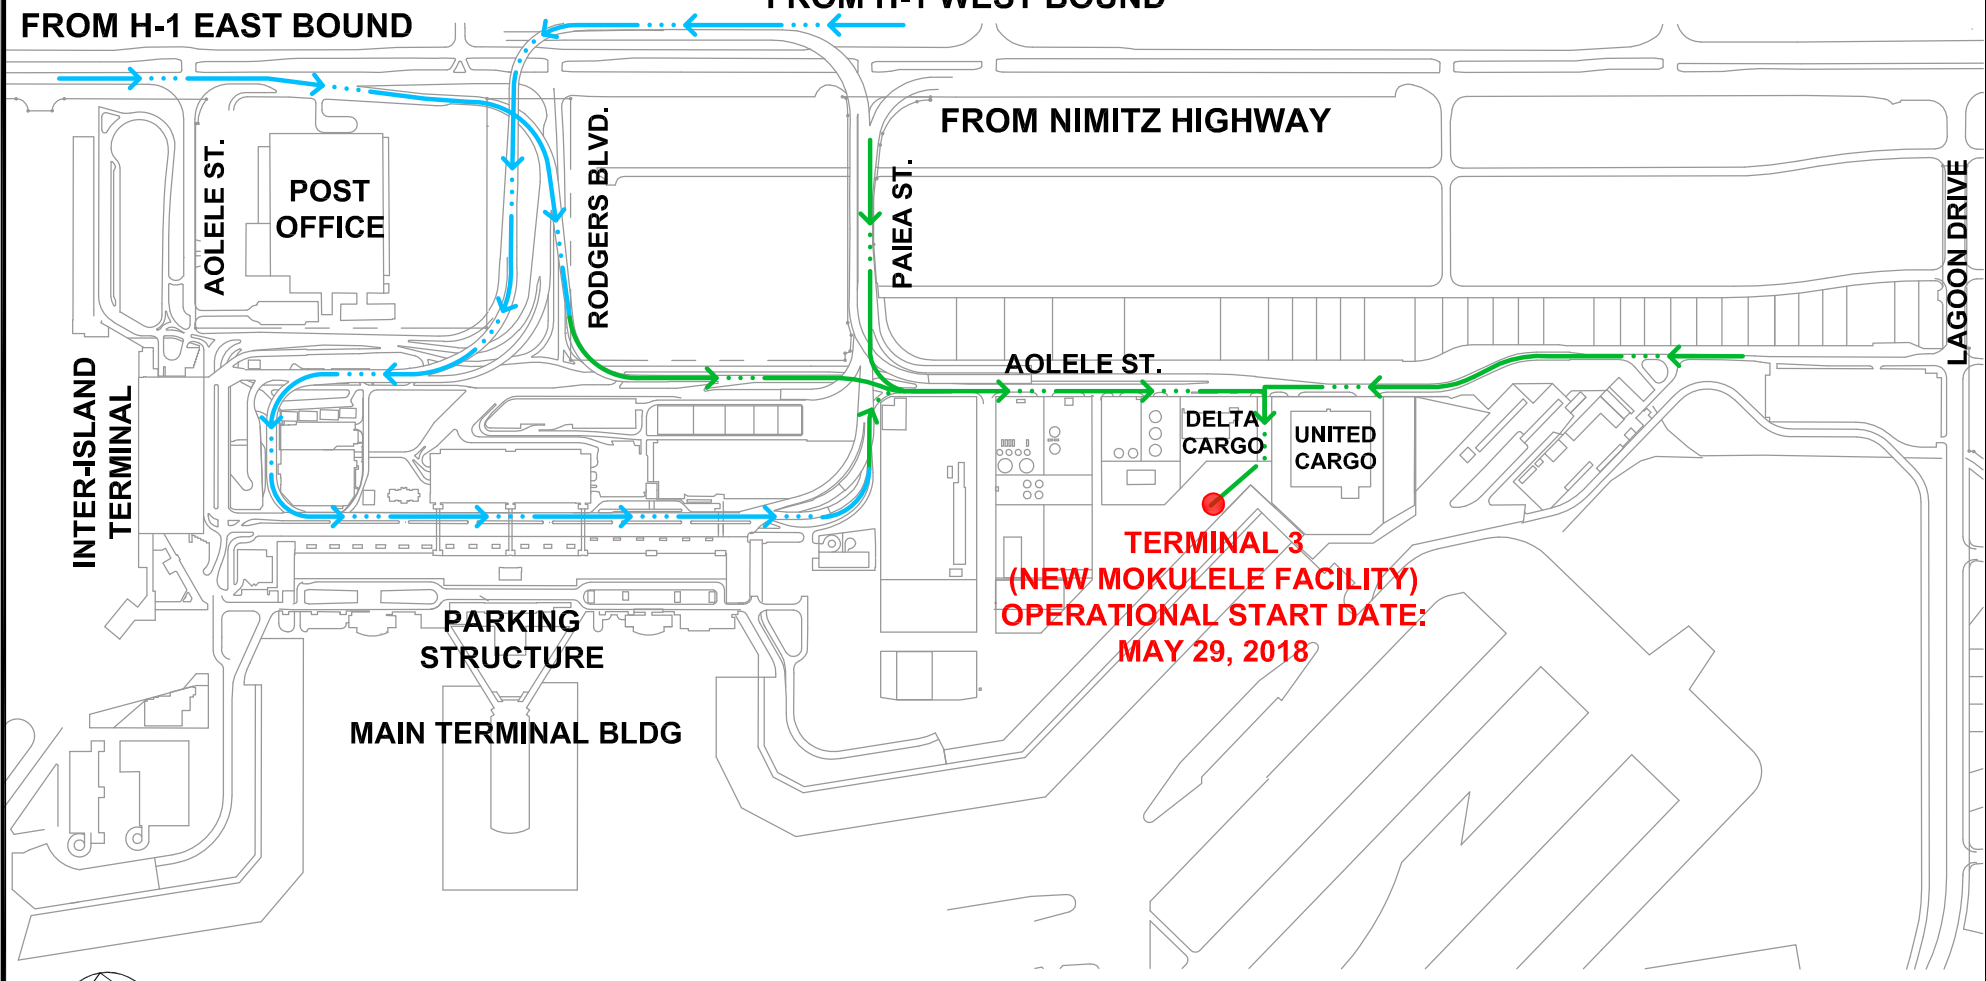 FROM H-1 WEST BOUND
FROM H-1 EAST BOUND
FROM NIMITZ HIGHWAY
AOLELE ST.
POST
OFFICE
RODGERS BLVD.
PAIEA ST.
LAGOON DRIVE
INTER-ISLAND
TERMINAL
AOLELE ST.
DELTA
CARGO
UNITED
CARGO
TERMINAL 3
(NEW MOKULELE FACILITY)
OPERATIONAL START DATE:
MAY 29, 2018
PARKING
STRUCTURE
MAIN TERMINAL BLDG